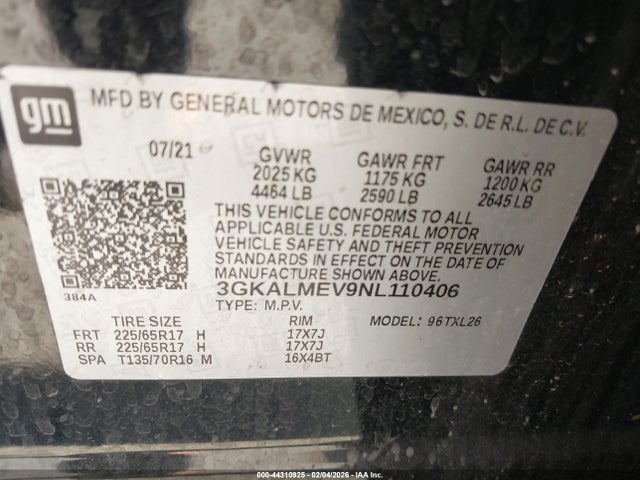 gm
MFD BY GENERAL MOTORS DE MEXICO, S. DE R.L. DE C.V.
07/21 GVWR GAWR FRT GAWR RR
2025 KG 1175 KG 1200 KG
4464 LB 2590 LB 2645 LB
THIS VEHICLE CONFORMS TO ALL
APPLICABLE U.S. FEDERAL MOTOR
VEHICLE SAFETY AND THEFT PREVENTION
STANDARDS IN EFFECT ON THE DATE OF
MANUFACTURE SHOWN ABOVE.
384A 3GKALMEV9NL110406
TYPE: M.P.V.
TIRE SIZE RIM MODEL: 96TXL26
FRT 225/65R17 H 17X7J
RR 225/65R17 H 17X7J
SPA T135/70R16 M 16X4BT
000-44310925 - 02/04/2026 - ©IAA Inc.